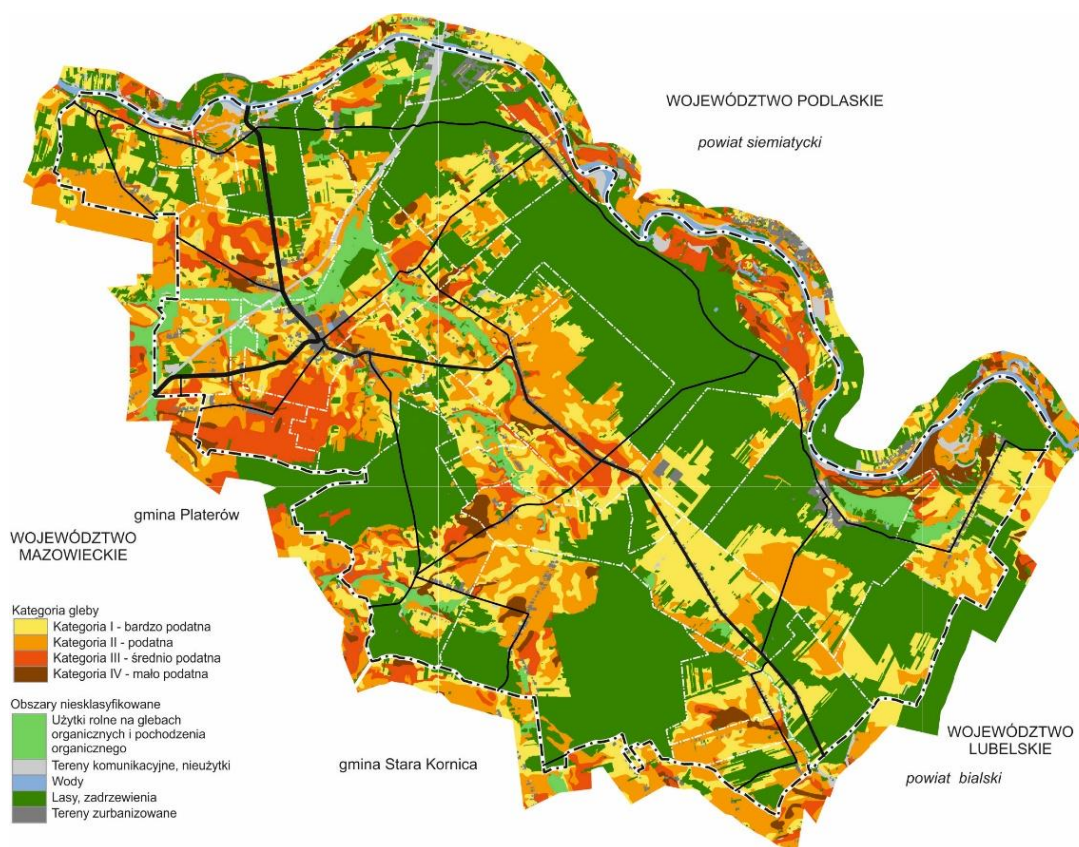 WOJEWÓDZTWO PODLASKIE
powiat siemiatycki
gmina Platerów
WOJEWÓDZTWO
MAZOWIECKIE
Kategoria gleby
Kategoria I - bardzo podatna
Kategoria II - podatna
Kategoria III - średnio podatna
Kategoria IV - mało podatna
Obszary niesklasyfikowane
Użytki rolne na glebach
organicznych i pochodzenia
organicznego
Tereny komunikacyjne, nieużytki
Wody
Lasy, zadrzewienia
Tereny zurbanizowane
gmina Stara Kornica
WOJEWÓDZTWO
LUBELSKIE
powiat bialski